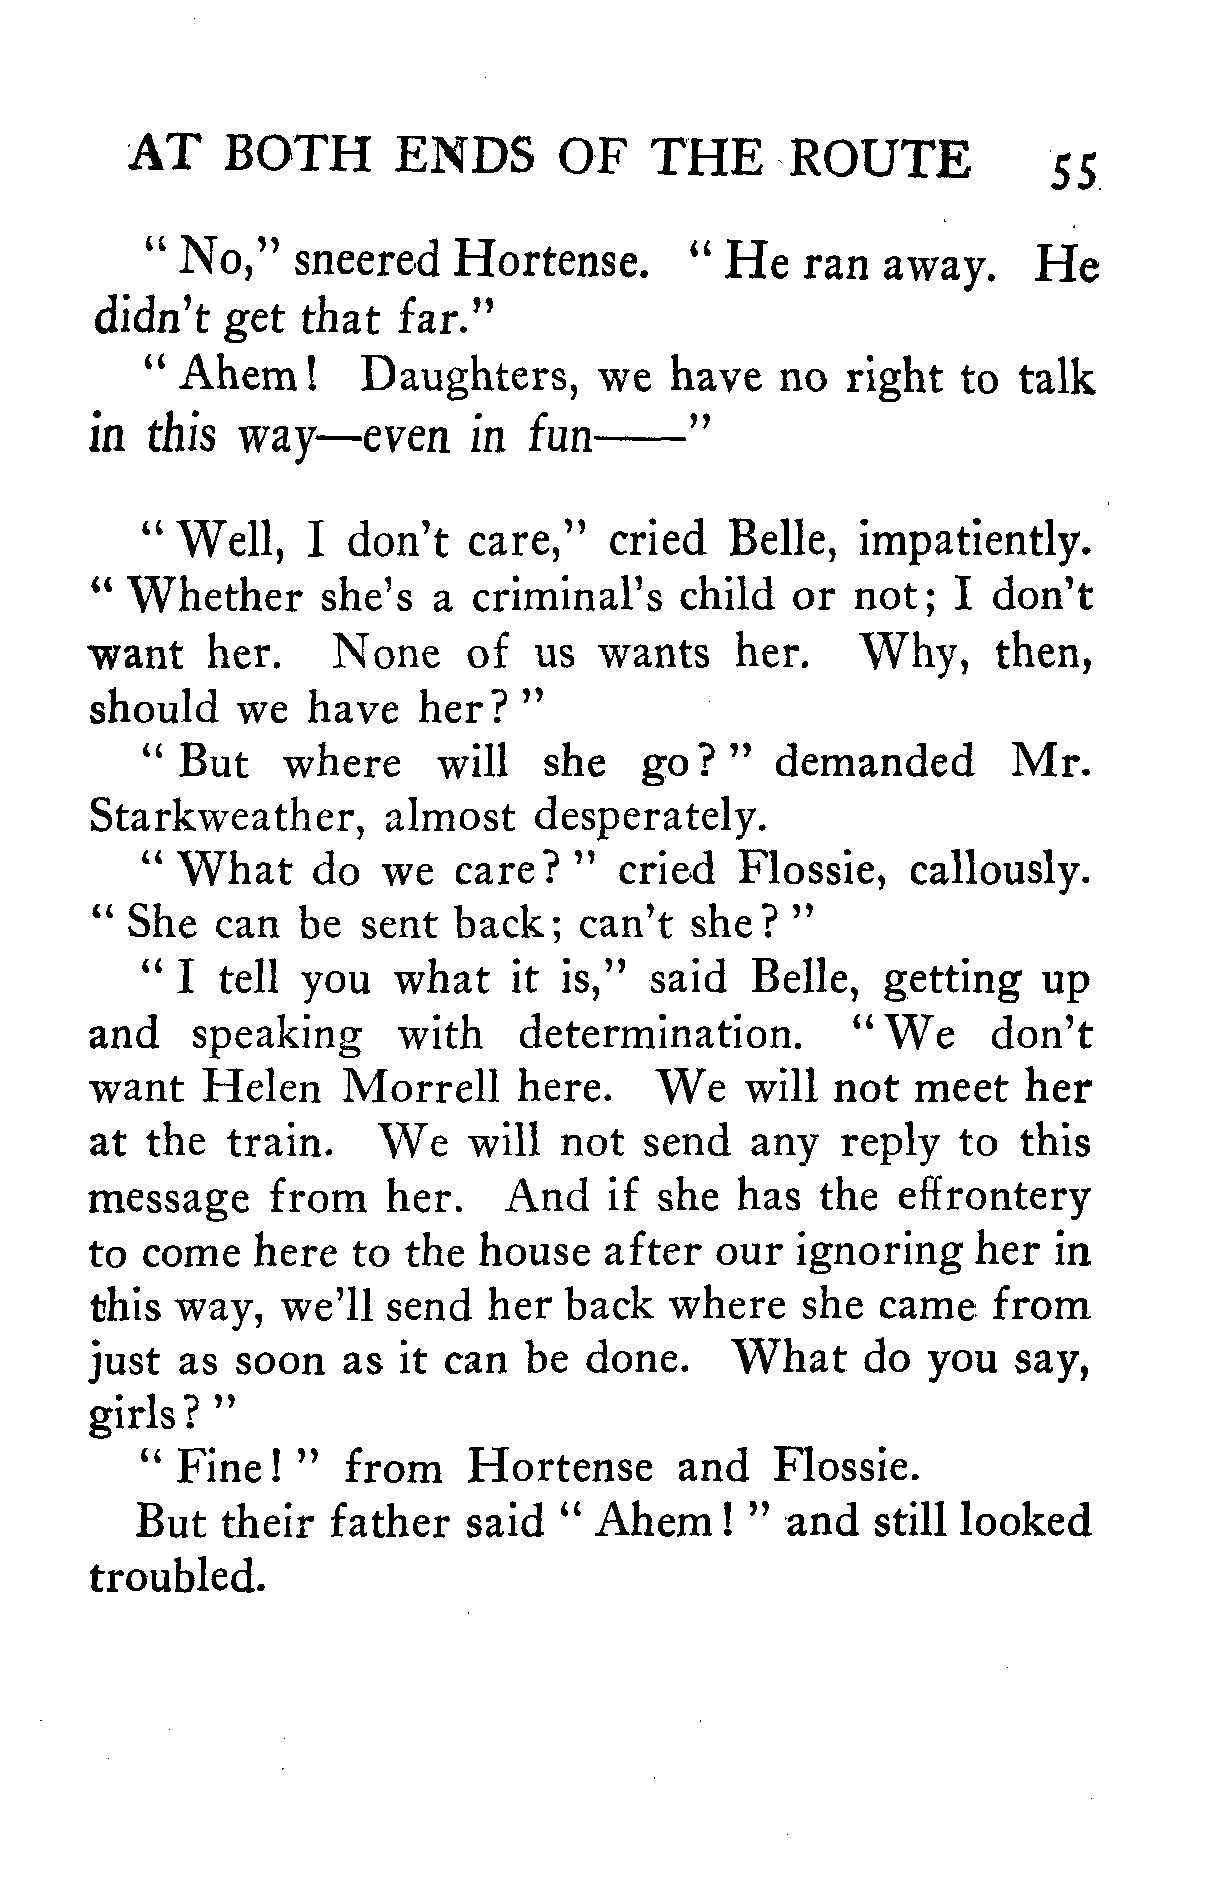 AT BOTH ENDS OF THE ROUTE 55
" No," sneered Hortense. " He ran away. He
didn't get that far."
" Ahem! Daughters, we have no right to talk
in this way—even in fun——"
" Well, I don't care," cried Belle, impatiently.
" Whether she's a criminal's child or not; I don't
want her. None of us wants her. Why, then,
should we have her? "
" But where will she go? " demanded Mr.
Starkweather, almost desperately.
" What do we care? " cried Flossie, callously.
" She can be sent back; can't she? "
" I tell you what it is," said Belle, getting up
and speaking with determination. " We don't
want Helen Morrell here. We will not meet her
at the train. We will not send any reply to this
message from her. And if she has the effrontery
to come here to the house after our ignoring her in
this way, we'll send her back where she came from
just as soon as it can be done. What do you say,
girls? "
" Fine! " from Hortense and Flossie.
But their father said " Ahem! " and still looked
troubled.